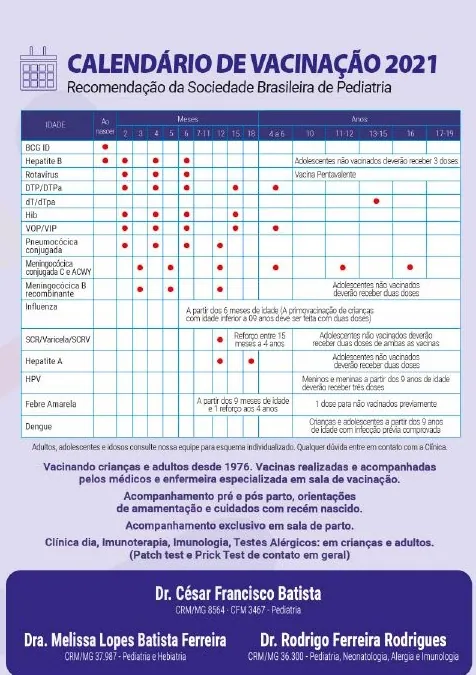 CALENDÁRIO DE VACINAÇÃO 2021
Recomendação da Sociedade Brasileira de Pediatria
IDADE Ao nascer Meses Anos
2 3 4 5 6 7-11 12 15 18 4 a 6 10 11-12 13-15 16 17-19
BCG ID
Hepatite B Adolescentes não vacinados deverão receber 3 doses
Rotavírus Vacina Pentavalente
DTP/DTPa
dT/dTpa
Hib
VOP/VIP
Pneumocócica
conjugada
Meningocócica
conjugada C e ACWY
Meningocócica B
recombinante
Adolescentes não vacinados
deverão receber duas doses
Influenza
A partir dos 6 meses de idade (A primovacinação de crianças
com idade inferior a 09 anos deve ser feita com duas doses)
SCR/Varicela/SCRV
Reforço entre 15
meses a 4 anos
Adolescentes não vacinados deverão
receber duas doses de ambas as vacinas
Hepatite A
Adolescentes não vacinados
deverão receber duas doses
HPV
Meninos e meninas a partir dos 9 anos de idade
deverão receber três doses
Febre Amarela
A partir dos 9 meses de idade
e 1 reforço aos 4 anos
1 dose para não vacinados previamente
Dengue
Crianças e adolescentes a partir dos 9 anos
de idade com infecção prévia comprovada
Adultos, adolescentes e idosos consulte nossa equipe para esquema individualizado. Qualquer dúvida entre em contato com a Clínica.
Vacinando crianças e adultos desde 1976. Vacinas realizadas e acompanhadas
pelos médicos e enfermeira especializada em sala de vacinação.
Acompanhamento pré e pós parto, orientações
de amamentação e cuidados com recém nascido.
Acompanhamento exclusivo em sala de parto.
Clínica dia, Imunoterapia, Imunologia, Testes Alérgicos: em crianças e adultos.
(Patch test e Prick Test de contato em geral)
Dr. César Francisco Batista
CRM/MG 8564 - CFM 3467 - Pediatria
Dra. Melissa Lopes Batista Ferreira
CRM/MG 37.987 - Pediatria e Hebiatria
Dr. Rodrigo Ferreira Rodrigues
CRM/MG 36.300 - Pediatria, Neonatologia, Alergia e Imunologia